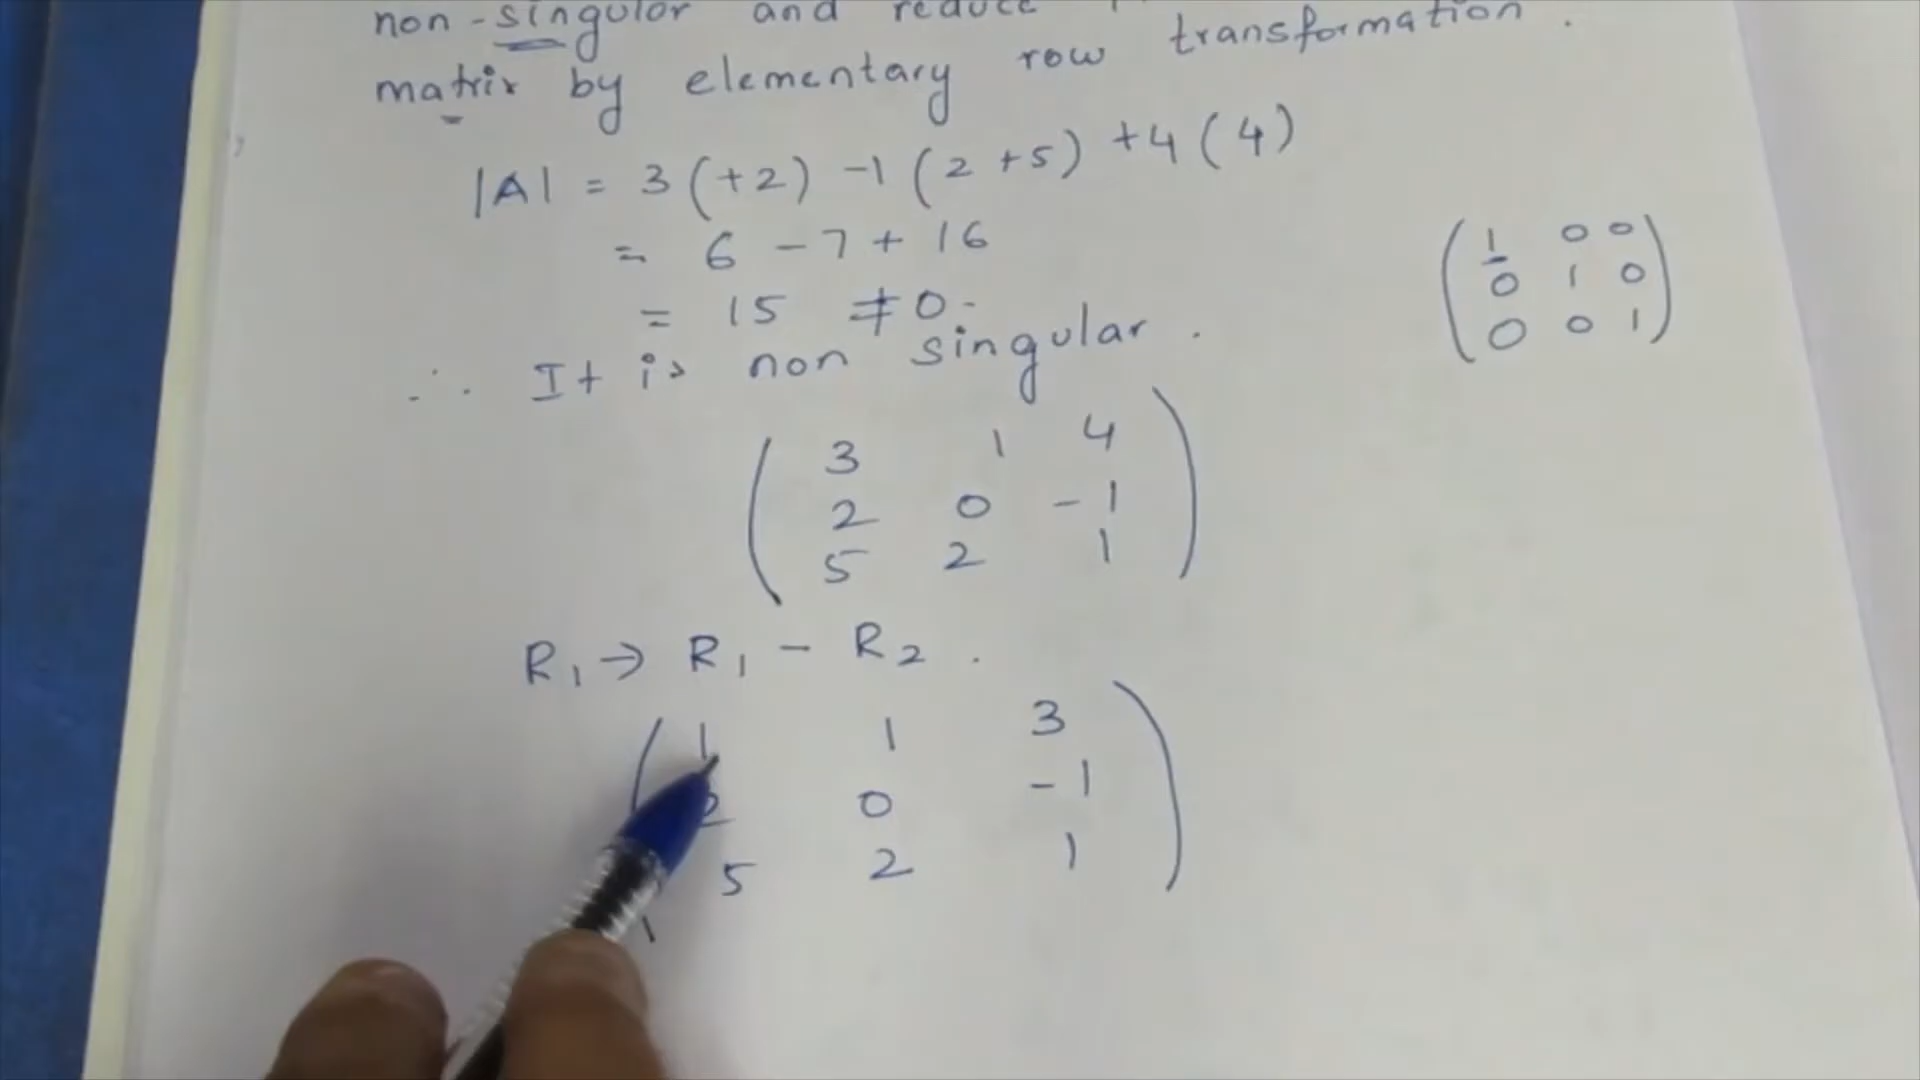 non-singular and reduce
matrix by elementary row transformation.
|A| = 3(+2) -1(2+5) +4(4)
= 6 - 7 + 16
= 15 ≠ 0.
∴ It is non singular.
1 0 0
0 1 0
0 0 1
3 1 4
2 0 -1
5 2 1
R1 → R1 - R2.
1 1 3
2 0 -1
5 2 1